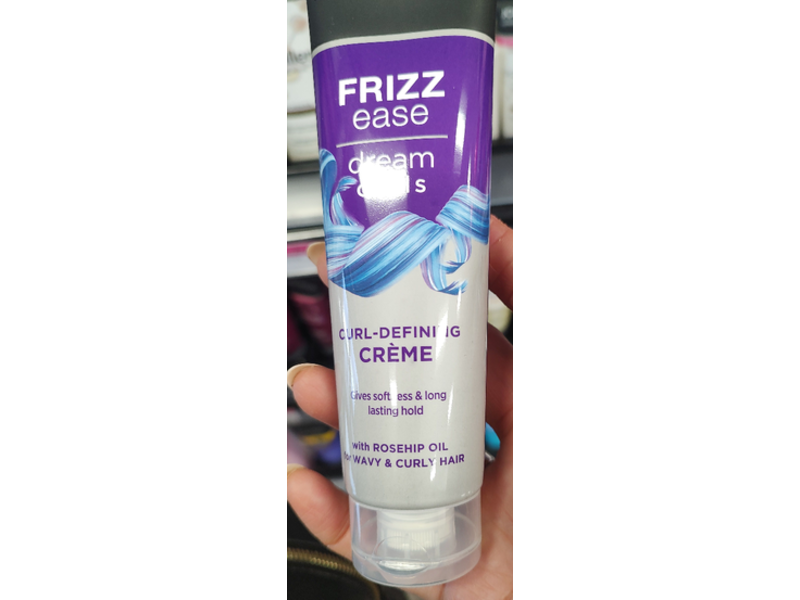 FRIZZ
ease
dream
CURL-DEFINING
CRÈME
Gives softness & long
lasting hold
with ROSEHIP OIL
for WAVY & CURLY HAIR